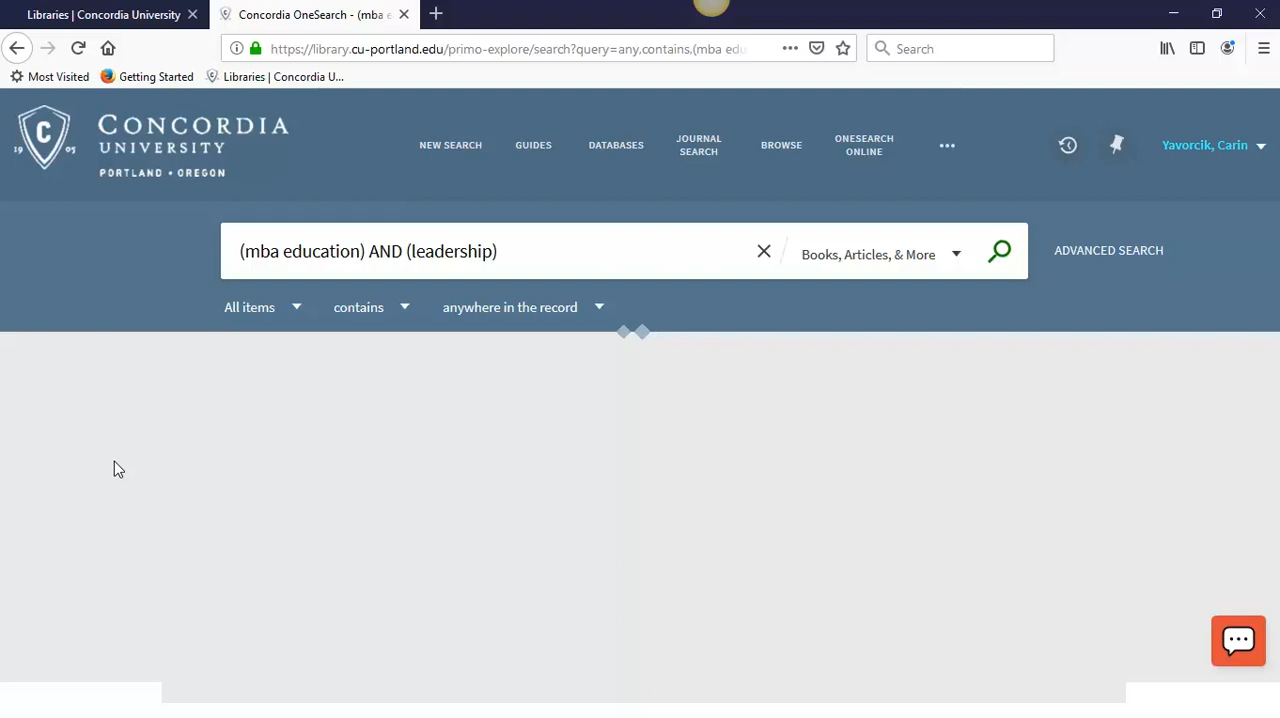 Libraries | Concordia University
Concordia OneSearch - (mba e
https://library.cu-portland.edu/primo-explore/search?query=any,contains,(mba edu
Search
Most Visited
Getting Started
Libraries | Concordia U...
C
19 05
CONCORDIA
UNIVERSITY
PORTLAND • OREGON
NEW SEARCH
GUIDES
DATABASES
JOURNAL
SEARCH
BROWSE
ONESEARCH
ONLINE
Yavorcik, Carin
(mba education) AND (leadership)
Books, Articles, & More
ADVANCED SEARCH
All items
contains
anywhere in the record